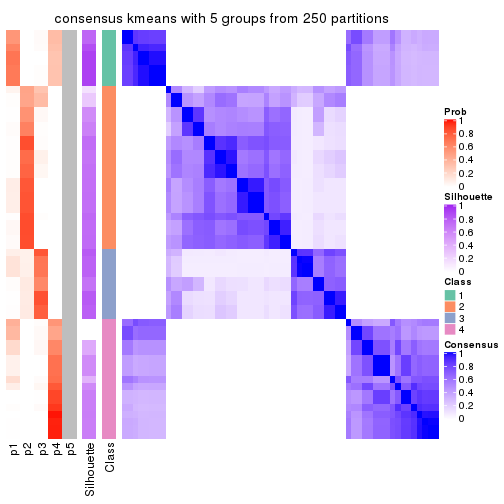 consensus kmeans with 5 groups from 250 partitions
Prob
1
0.8
0.6
0.4
0.2
0
Silhouette
1
0.8
0.6
0.4
0.2
0
Class
1
2
3
4
Consensus
1
0.8
0.6
0.4
0.2
0
p1
p2
p3
p4
p5
Silhouette
Class